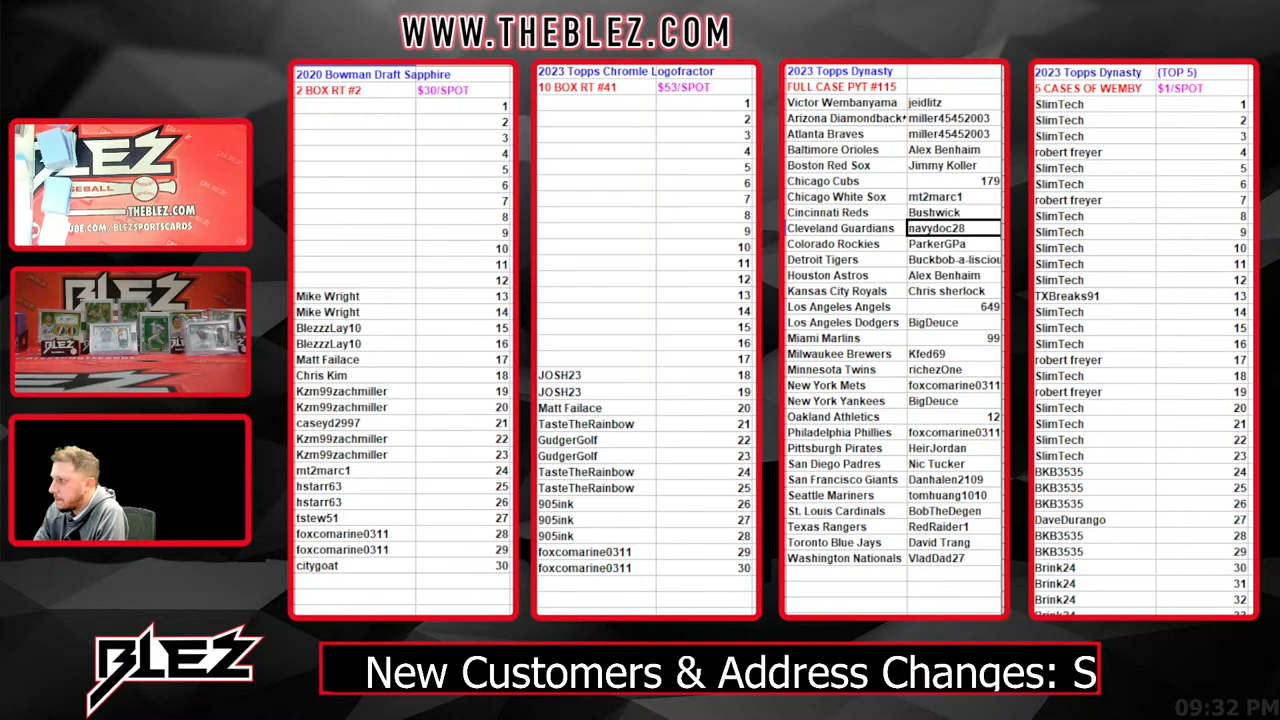 WWW.THEBLEZ.COM
BLEZ
BASEBALL
THEBLEZ.COM
BLEZ
BLEZ
2020 Bowman Draft Sapphire
2 BOX RT #2 $30/SPOT
1
2
3
4
5
6
7
8
9
10
11
12
Mike Wright 13
Mike Wright 14
BlezzzLay10 15
BlezzzLay10 16
Matt Failace 17
Chris Kim 18
Kzm99zachmiller 19
Kzm99zachmiller 20
caseyd2997 21
Kzm99zachmiller 22
Kzm99zachmiller 23
mt2marc1 24
hstarr63 25
hstarr63 26
tstew51 27
foxcomarine0311 28
foxcomarine0311 29
citygoat 30
2023 Topps Chromle Logofractor
10 BOX RT #41 $53/SPOT
1
2
3
4
5
6
7
8
9
10
11
12
13
14
15
16
17
JOSH23 18
JOSH23 19
Matt Failace 20
TasteTheRainbow 21
GudgerGolf 22
GudgerGolf 23
TasteTheRainbow 24
TasteTheRainbow 25
905ink 26
905ink 27
905ink 28
foxcomarine0311 29
foxcomarine0311 30
2023 Topps Dynasty
FULL CASE PYT #115
Victor Wembanyama jeidlitz
Arizona Diamondback miller45452003
Atlanta Braves miller45452003
Baltimore Orioles Alex Benhaim
Boston Red Sox Jimmy Koller
Chicago Cubs 179
Chicago White Sox mt2marc1
Cincinnati Reds Bushwick
Cleveland Guardians navydoc28
Colorado Rockies ParkerGPa
Detroit Tigers Buckbob-a-lisciou
Houston Astros Alex Benhaim
Kansas City Royals Chris sherlock
Los Angeles Angels 649
Los Angeles Dodgers BigDeuce
Miami Marlins 99
Milwaukee Brewers Kfed69
Minnesota Twins richezOne
New York Mets foxcomarine0311
New York Yankees BigDeuce
Oakland Athletics 12
Philadelphia Phillies foxcomarine0311
Pittsburgh Pirates HeirJordan
San Diego Padres Nic Tucker
San Francisco Giants Danhalen2109
Seattle Mariners tomhuang1010
St. Louis Cardinals BobTheDegen
Texas Rangers RedRaider1
Toronto Blue Jays David Trang
Washington Nationals VladDad27
2023 Topps Dynasty (TOP 5)
5 CASES OF WEMBY $1/SPOT
SlimTech 1
SlimTech 2
SlimTech 3
robert freyer 4
SlimTech 5
SlimTech 6
robert freyer 7
SlimTech 8
SlimTech 9
SlimTech 10
SlimTech 11
SlimTech 12
TXBreaks91 13
SlimTech 14
SlimTech 15
SlimTech 16
robert freyer 17
SlimTech 18
robert freyer 19
SlimTech 20
SlimTech 21
SlimTech 22
SlimTech 23
BKB3535 24
BKB3535 25
BKB3535 26
DaveDurango 27
BKB3535 28
BKB3535 29
Brink24 30
Brink24 31
Brink24 32
Brink24 33
BLEZ
New Customers & Address Changes: S
09:32 PM